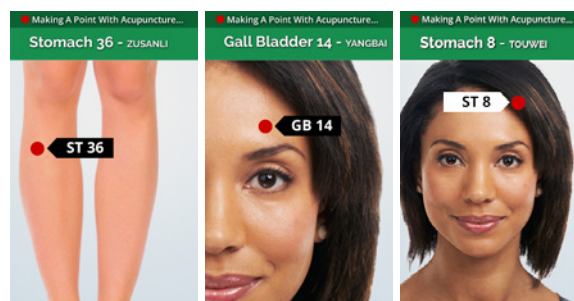 Making A Point With Acupuncture...
Stomach 36 - ZUSANLI
ST 36
Making A Point With Acupuncture...
Gall Bladder 14 - YANGBAI
GB 14
Making A Point With Acupuncture...
Stomach 8 - TOUWEI
ST 8